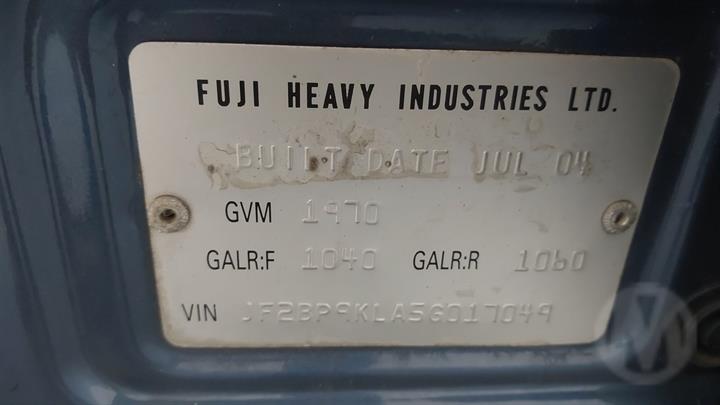 FUJI HEAVY INDUSTRIES LTD.
BUILT DATE JUL 04
GVM 1970
GALR:F 1040 GALR:R 1060
VIN JF2BP9KLA5G017049